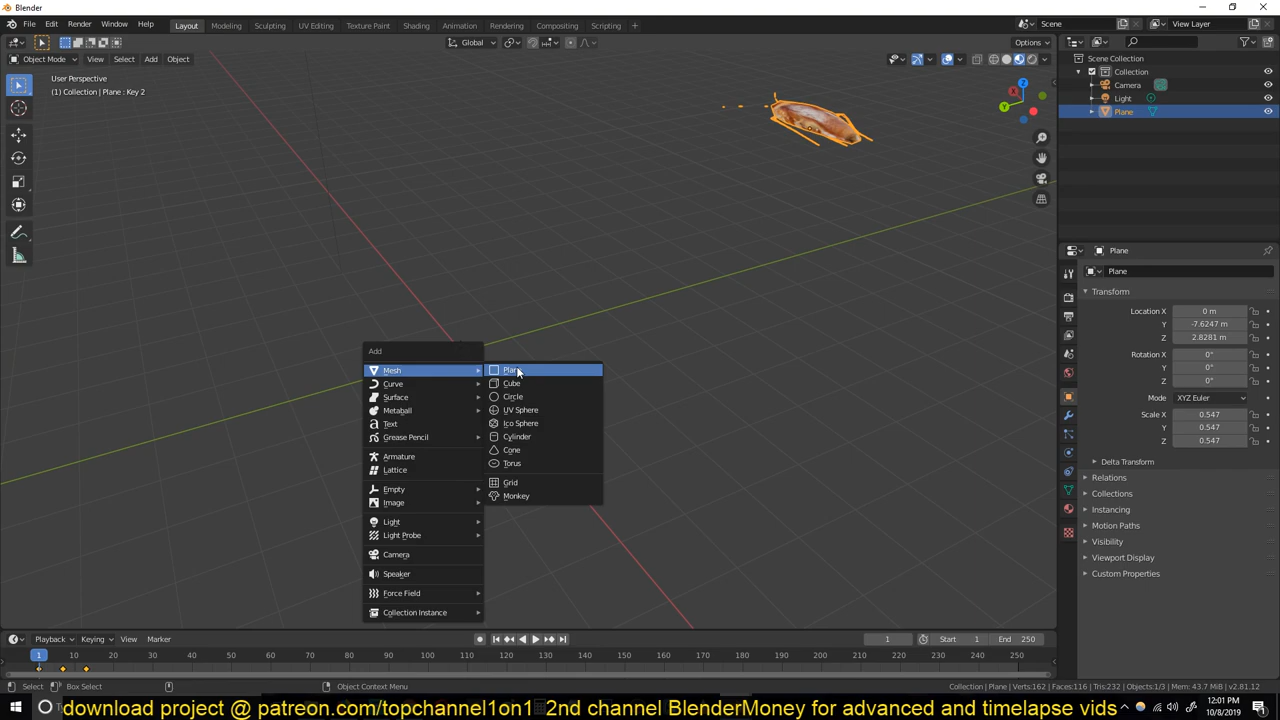 Blender
File Edit Render Window Help Layout Modeling Sculpting UV Editing Texture Paint Shading Animation Rendering Compositing Scripting + Scene View Layer
Global Options
Object Mode View Select Add Object
User Perspective
(1) Collection | Plane : Key 2
Scene Collection
Collection
Camera
Light
Plane
X
Y
Z
Plane
Plane
Transform
Location X 0 m
Y -7.6247 m
Z 2.8281 m
Rotation X 0°
Y 0°
Z 0°
Mode XYZ Euler
Scale X 0.547
Y 0.547
Z 0.547
Delta Transform
Relations
Collections
Instancing
Motion Paths
Visibility
Viewport Display
Custom Properties
Add
Mesh
Curve
Surface
Metaball
Text
Grease Pencil
Armature
Lattice
Empty
Image
Light
Light Probe
Camera
Speaker
Force Field
Collection Instance
Plane
Cube
Circle
UV Sphere
Ico Sphere
Cylinder
Cone
Torus
Grid
Monkey
Playback Keying View Marker 1 Start 1 End 250
1 10 20 30 40 50 60 70 80 90 100 110 120 130 140 150 160 170 180 190 200 210 220 230 240 250
Select Box Select Object Context Menu Collection | Plane | Verts:162 | Faces:116 | Tris:232 | Objects:1/3 | Mem: 43.7 MiB | v2.81.12
download project @ patreon.com/topchannel1on1 2nd channel BlenderMoney for advanced and timelapse vids
12:01 PM
10/8/2019